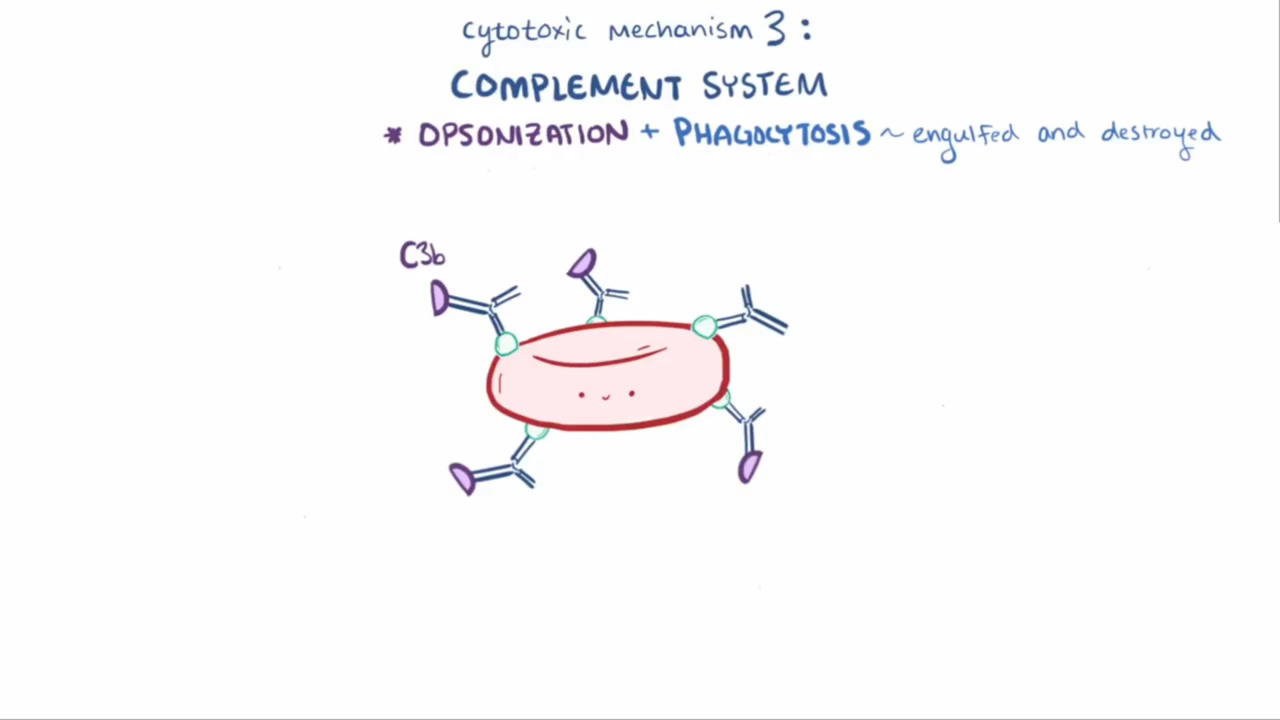 cytotoxic mechanism 3:
COMPLEMENT SYSTEM
* OPSONIZATION + PHAGOCYTOSIS ~ engulfed and destroyed
C3b